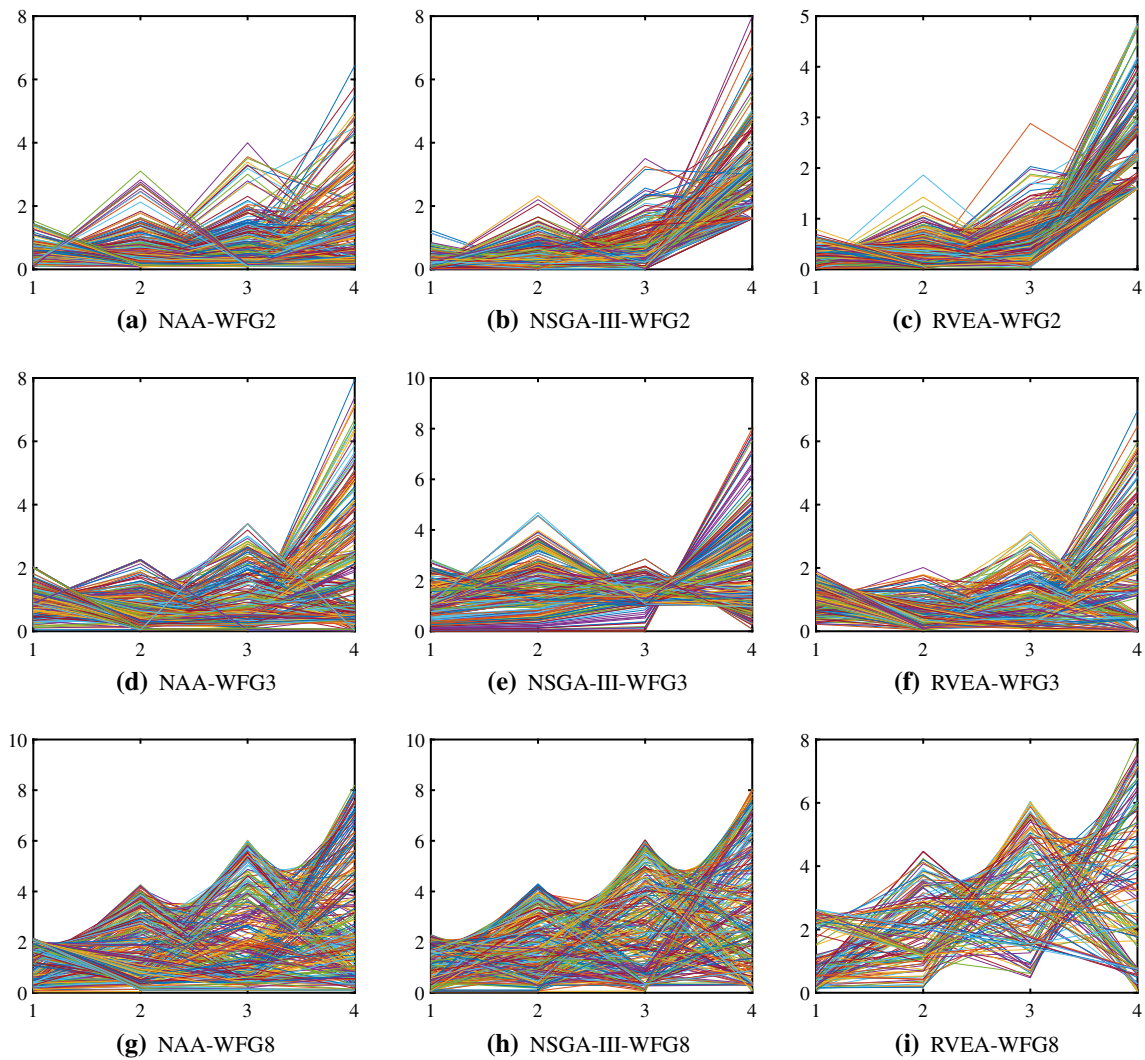 8
6
4
2
0
1 2 3 4
(a) NAA-WFG2
8
6
4
2
0
1 2 3 4
(b) NSGA-III-WFG2
5
4
3
2
1
0
1 2 3 4
(c) RVEA-WFG2
8
6
4
2
0
1 2 3 4
(d) NAA-WFG3
10
8
6
4
2
0
1 2 3 4
(e) NSGA-III-WFG3
8
6
4
2
0
1 2 3 4
(f) RVEA-WFG3
10
8
6
4
2
0
1 2 3 4
(g) NAA-WFG8
10
8
6
4
2
0
1 2 3 4
(h) NSGA-III-WFG8
8
6
4
2
0
1 2 3 4
(i) RVEA-WFG8